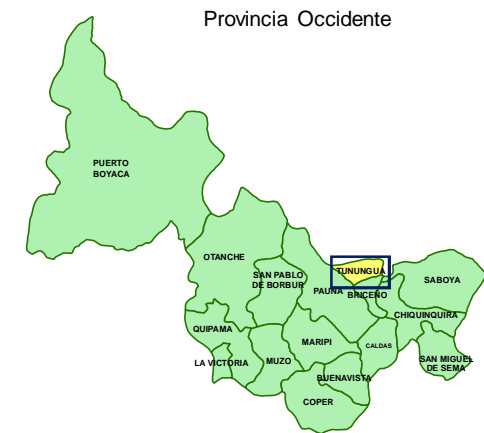 Provincia Occidente
PUERTO
BOYACA
OTANCHE
TUNUNGUA
SAN PABLO
DE BORBUR
SABOYA
PAUNA
BRICEÑO
CHIQUINQUIRA
QUIPAMA
MARIPI
CALDAS
LA VICTORIA
MUZO
SAN MIGUEL
DE SEMA
BUENAVISTA
COPER